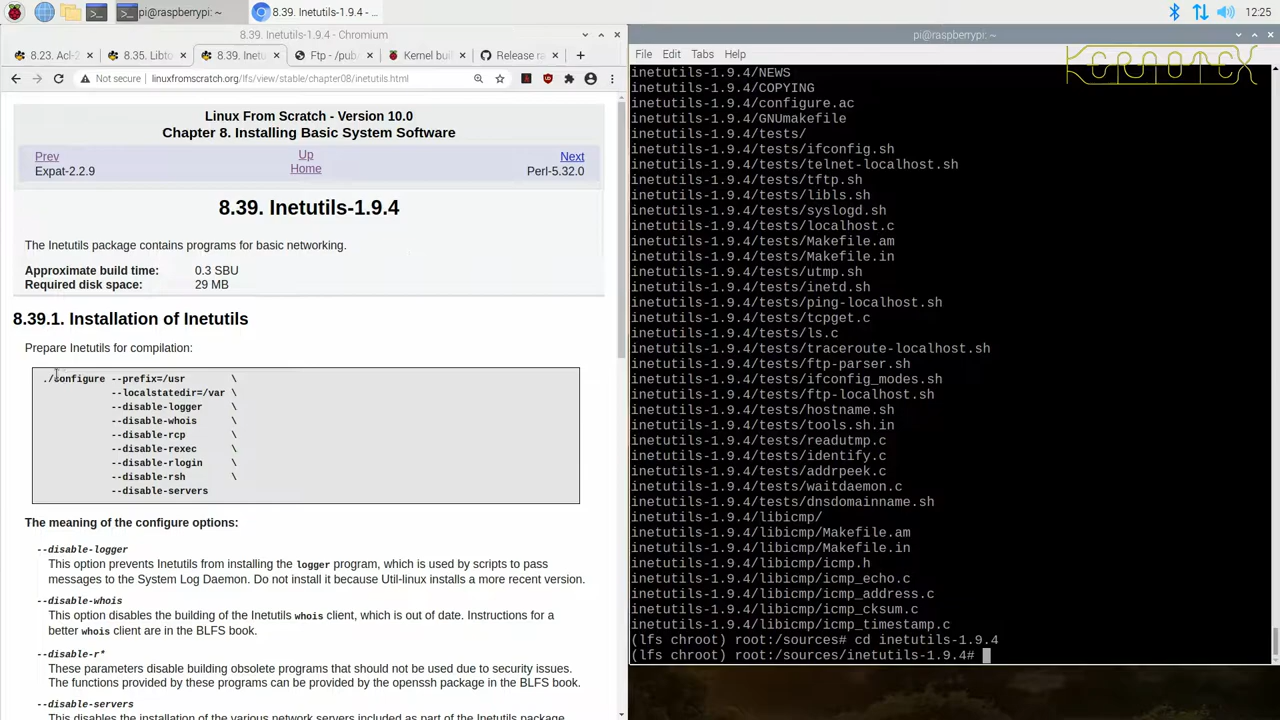 pi@raspberrypi: ~
8.39. Inetutils-1.9.4 - ...
12:25
8.39. Inetutils-1.9.4 - Chromium
8.23. Acl-2
8.35. Libto
8.39. Inetu
Ftp - /pub
Kernel buil
Release ra
Not secure | linuxfromscratch.org/lfs/view/stable/chapter08/inetutils.html
Linux From Scratch - Version 10.0
Chapter 8. Installing Basic System Software
Prev
Up
Next
Expat-2.2.9
Home
Perl-5.32.0
8.39. Inetutils-1.9.4
The Inetutils package contains programs for basic networking.
Approximate build time: 0.3 SBU
Required disk space: 29 MB
8.39.1. Installation of Inetutils
Prepare Inetutils for compilation:
./configure --prefix=/usr \
--localstatedir=/var \
--disable-logger \
--disable-whois \
--disable-rcp \
--disable-rexec \
--disable-rlogin \
--disable-rsh \
--disable-servers
The meaning of the configure options:
--disable-logger
This option prevents Inetutils from installing the logger program, which is used by scripts to pass
messages to the System Log Daemon. Do not install it because Util-linux installs a more recent version.
--disable-whois
This option disables the building of the Inetutils whois client, which is out of date. Instructions for a
better whois client are in the BLFS book.
--disable-r*
These parameters disable building obsolete programs that should not be used due to security issues.
The functions provided by these programs can be provided by the openssh package in the BLFS book.
--disable-servers
This disables the installation of the various network servers included as part of the Inetutils package
pi@raspberrypi: ~
File Edit Tabs Help
inetutils-1.9.4/NEWS
inetutils-1.9.4/COPYING
inetutils-1.9.4/configure.ac
inetutils-1.9.4/GNUmakefile
inetutils-1.9.4/tests/
inetutils-1.9.4/tests/ifconfig.sh
inetutils-1.9.4/tests/telnet-localhost.sh
inetutils-1.9.4/tests/tftp.sh
inetutils-1.9.4/tests/libls.sh
inetutils-1.9.4/tests/syslogd.sh
inetutils-1.9.4/tests/localhost.c
inetutils-1.9.4/tests/Makefile.am
inetutils-1.9.4/tests/Makefile.in
inetutils-1.9.4/tests/utmp.sh
inetutils-1.9.4/tests/inetd.sh
inetutils-1.9.4/tests/ping-localhost.sh
inetutils-1.9.4/tests/tcpget.c
inetutils-1.9.4/tests/ls.c
inetutils-1.9.4/tests/traceroute-localhost.sh
inetutils-1.9.4/tests/ftp-parser.sh
inetutils-1.9.4/tests/ifconfig_modes.sh
inetutils-1.9.4/tests/ftp-localhost.sh
inetutils-1.9.4/tests/hostname.sh
inetutils-1.9.4/tests/tools.sh.in
inetutils-1.9.4/tests/readutmp.c
inetutils-1.9.4/tests/identify.c
inetutils-1.9.4/tests/addrpeek.c
inetutils-1.9.4/tests/waitdaemon.c
inetutils-1.9.4/tests/dnsdomainname.sh
inetutils-1.9.4/libicmp/
inetutils-1.9.4/libicmp/Makefile.am
inetutils-1.9.4/libicmp/Makefile.in
inetutils-1.9.4/libicmp/icmp.h
inetutils-1.9.4/libicmp/icmp_echo.c
inetutils-1.9.4/libicmp/icmp_address.c
inetutils-1.9.4/libicmp/icmp_cksum.c
inetutils-1.9.4/libicmp/icmp_timestamp.c
(lfs chroot) root:/sources# cd inetutils-1.9.4
(lfs chroot) root:/sources/inetutils-1.9.4#